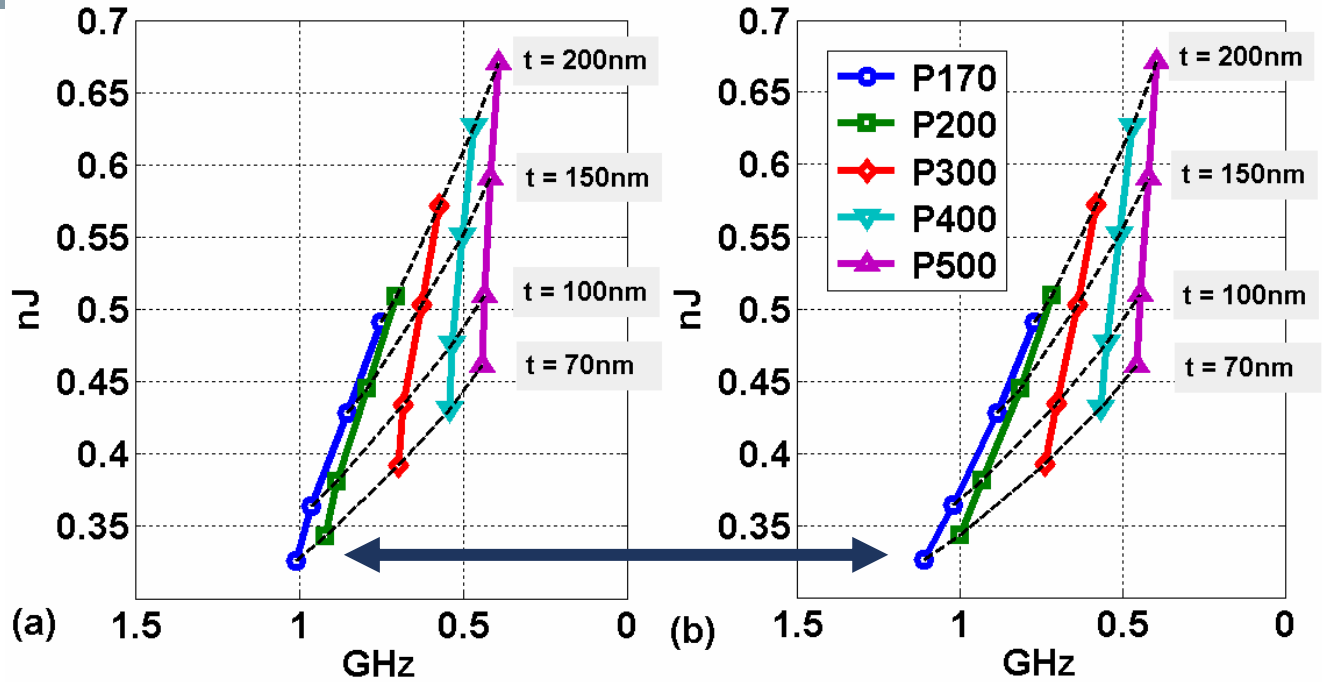 0.7
0.65
0.6
0.55
0.5
0.45
0.4
0.35
nJ
1.5
1
0.5
0
GHz
(a)
t = 200nm
t = 150nm
t = 100nm
t = 70nm
0.7
0.65
0.6
0.55
0.5
0.45
0.4
0.35
nJ
1.5
1
0.5
0
GHz
(b)
P170
P200
P300
P400
P500
t = 200nm
t = 150nm
t = 100nm
t = 70nm